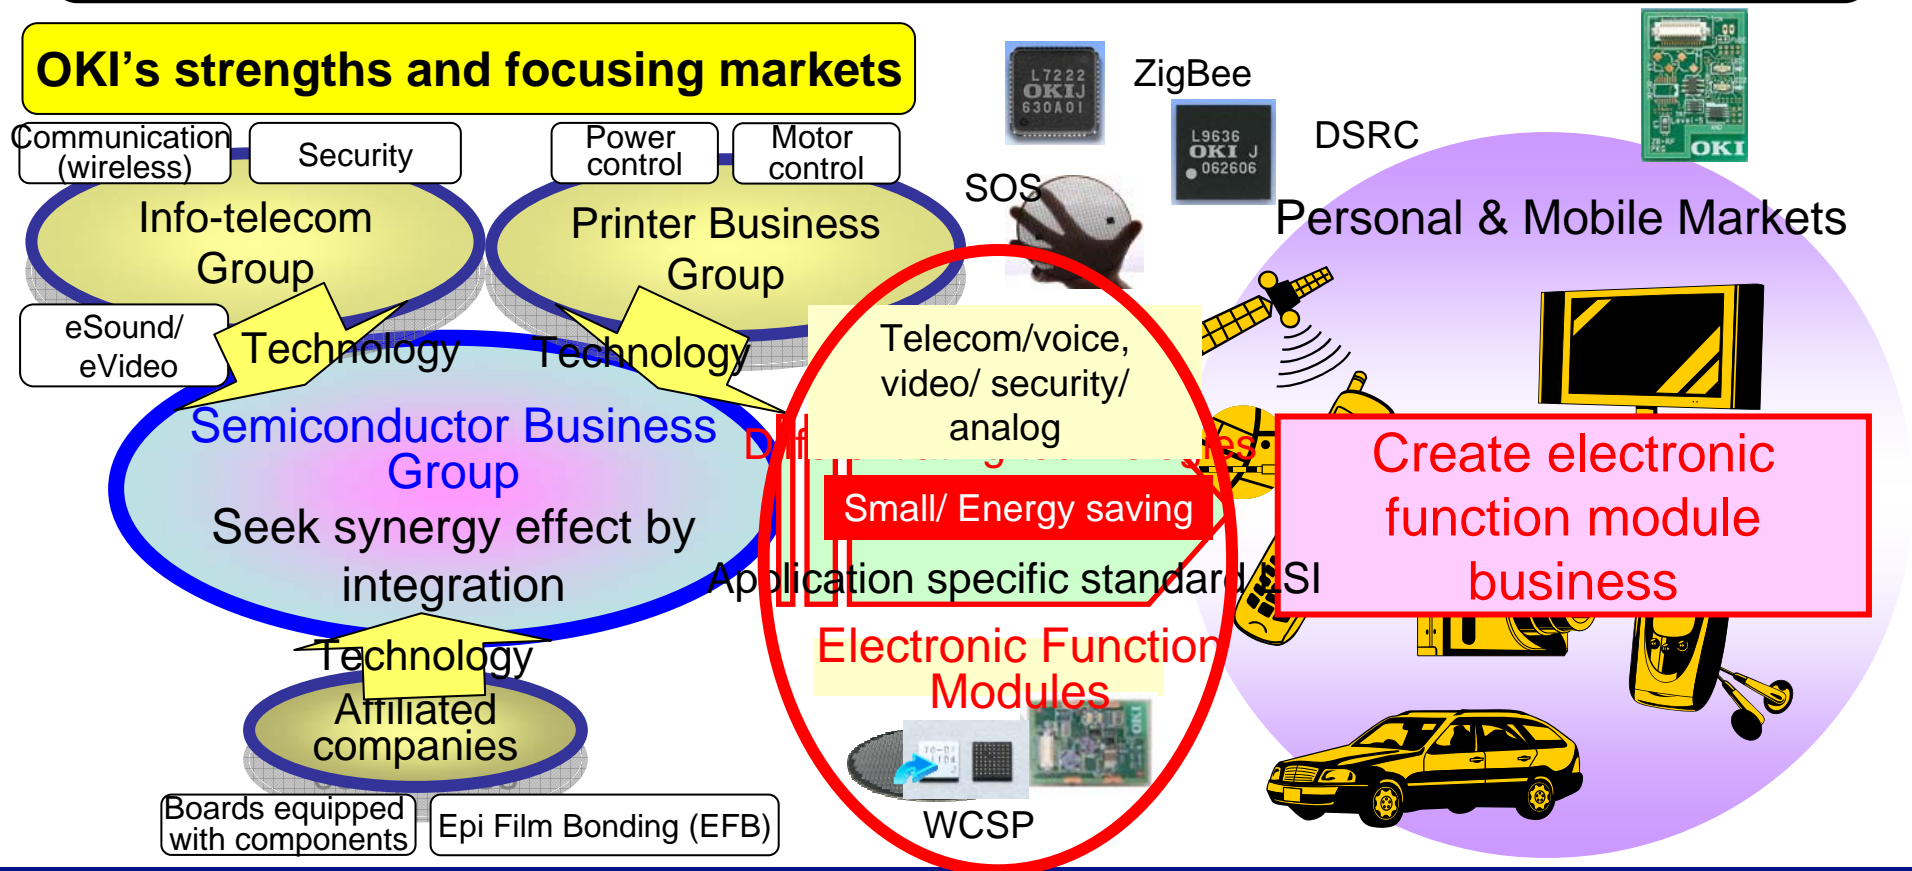 OKI's strengths and focusing markets
Communication
(wireless)
Security
Power
control
Motor
control
Info-telecom
Group
Printer Business
Group
eSound/
eVideo
Technology
Technology
Semiconductor Business
Group
Seek synergy effect by
integration
Technology
Affiliated
companies
Boards equipped
with components
Epi Film Bonding (EFB)
L7222
OKI J
630A01
ZigBee
L9636
OKI J
062606
DSRC
SOS
OKI
Personal & Mobile Markets
Telecom/voice,
video/ security/
analog
Small/ Energy saving
Application specific standard LSI
Electronic Function
Modules
OKI
WCSP
Create electronic
function module
business